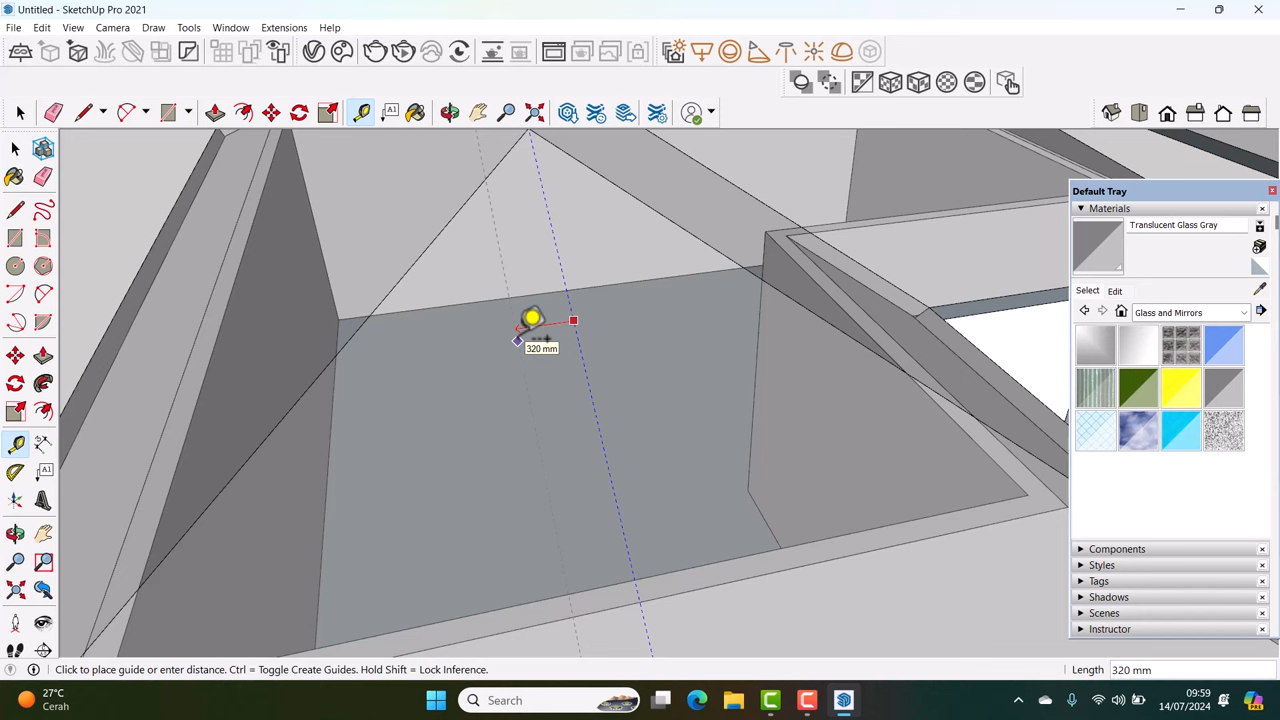 Untitled - SketchUp Pro 2021
File Edit View Camera Draw Tools Window Extensions Help
A1
Default Tray
Materials
Translucent Glass Gray
Select Edit
Glass and Mirrors
320 mm
A1
Components
Styles
Tags
Shadows
Scenes
Instructor
Click to place guide or enter distance. Ctrl = Toggle Create Guides. Hold Shift = Lock Inference.
Length 320 mm
27°C
Cerah
Search
PRE
09:59
14/07/2024